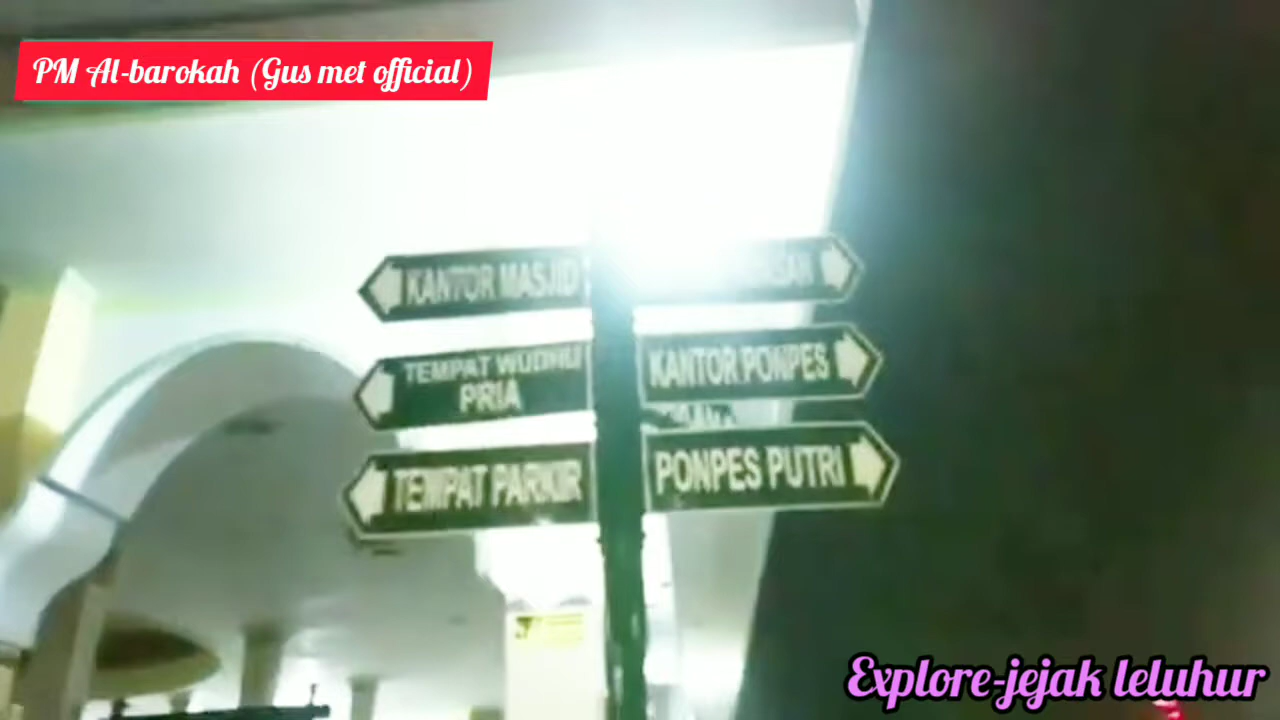 PM Al-barokah (Gus met official)
KANTOR MASJID
TEMPAT WUDHU
PRIA
KANTOR PONPES
TEMPAT PARKIR
PONPES PUTRI
Explore-jejak leluhur